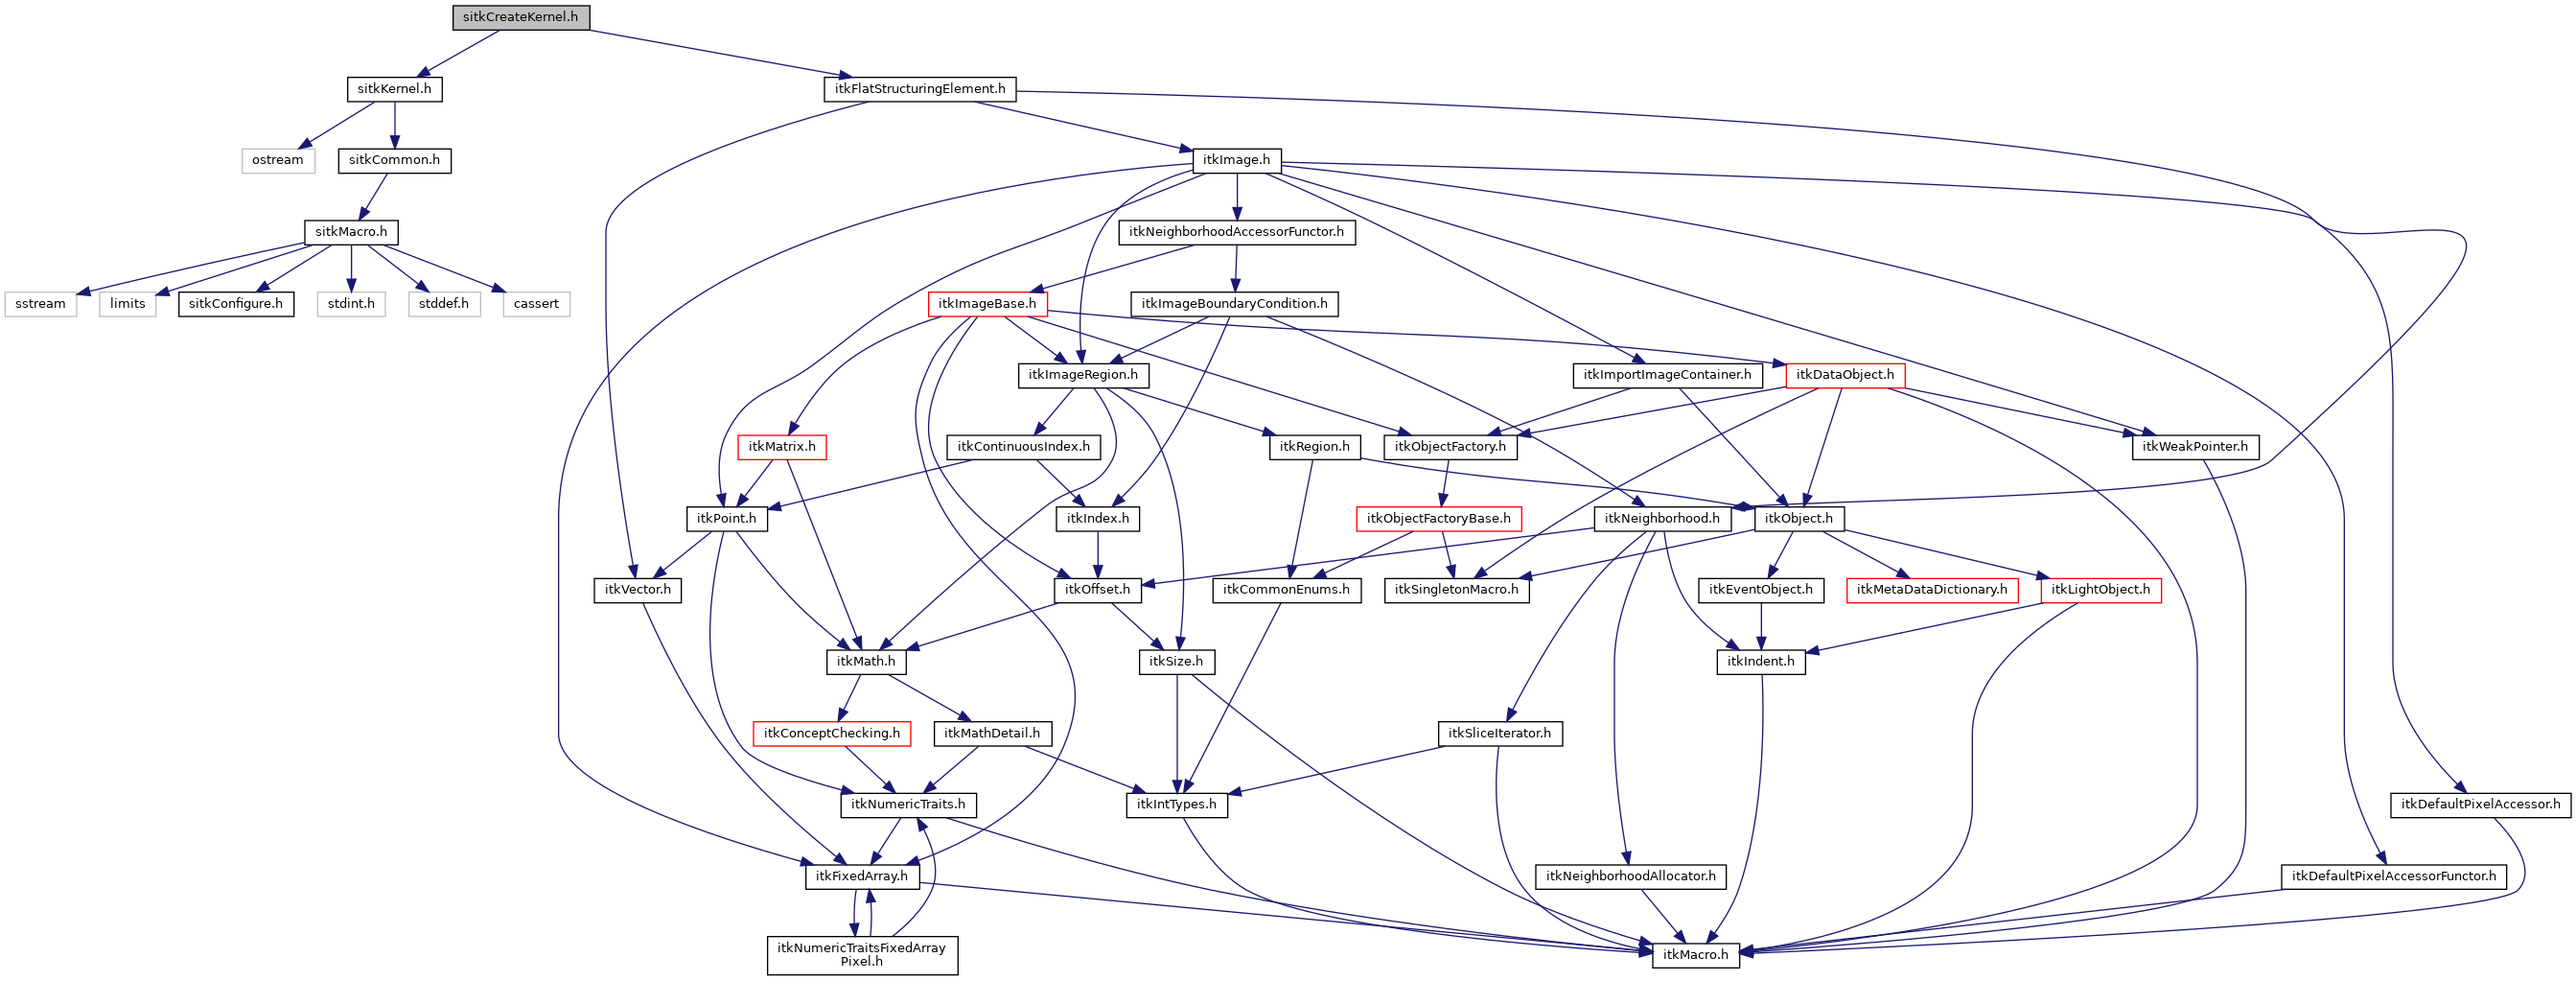 sitkCreateKernel.h
sitkKernel.h
itkFlatStructuringElement.h
ostream
sitkCommon.h
itkImage.h
sitkMacro.h
itkNeighborhoodAccessorFunctor.h
sstream
limits
sitkConfigure.h
stdint.h
stddef.h
cassert
itkImageBase.h
itkImageBoundaryCondition.h
itkImageRegion.h
itkImportImageContainer.h
itkDataObject.h
itkMatrix.h
itkContinuousIndex.h
itkRegion.h
itkObjectFactory.h
itkWeakPointer.h
itkPoint.h
itkIndex.h
itkObjectFactoryBase.h
itkNeighborhood.h
itkObject.h
itkVector.h
itkOffset.h
itkCommonEnums.h
itkSingletonMacro.h
itkEventObject.h
itkMetaDataDictionary.h
itkLightObject.h
itkMath.h
itkSize.h
itkIndent.h
itkConceptChecking.h
itkMathDetail.h
itkSliceIterator.h
itkNumericTraits.h
itkIntTypes.h
itkDefaultPixelAccessor.h
itkFixedArray.h
itkNeighborhoodAllocator.h
itkDefaultPixelAccessorFunctor.h
itkNumericTraitsFixedArray
Pixel.h
itkMacro.h